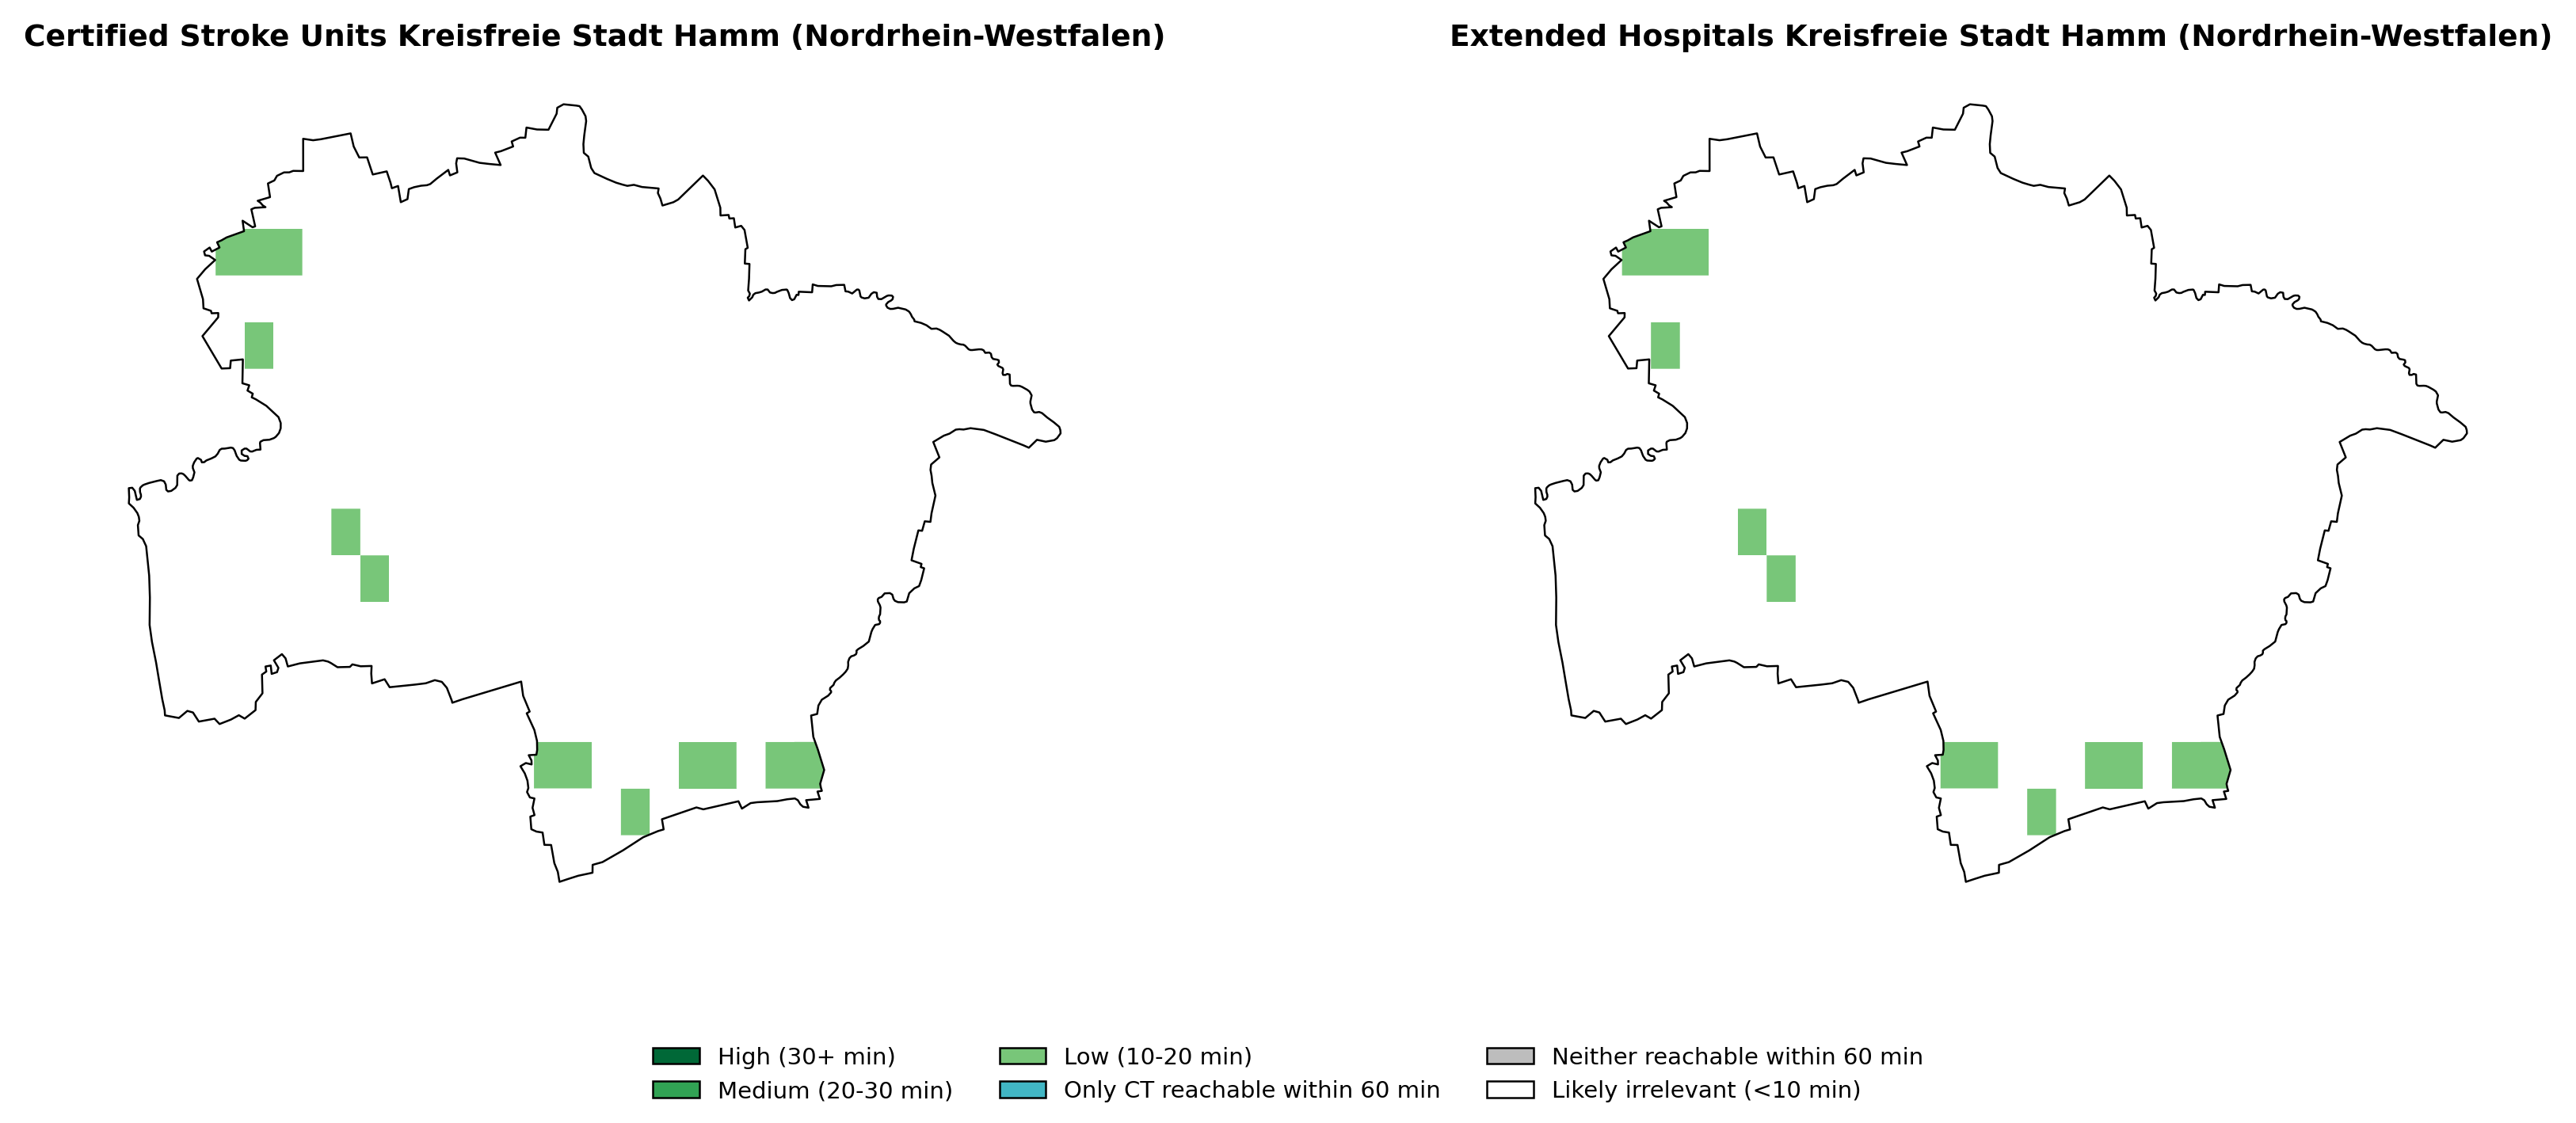 Certified Stroke Units Kreisfreie Stadt Hamm (Nordrhein-Westfalen)
Extended Hospitals Kreisfreie Stadt Hamm (Nordrhein-Westfalen)
High (30+ min)
Medium (20-30 min)
Low (10-20 min)
Only CT reachable within 60 min
Neither reachable within 60 min
Likely irrelevant (<10 min)